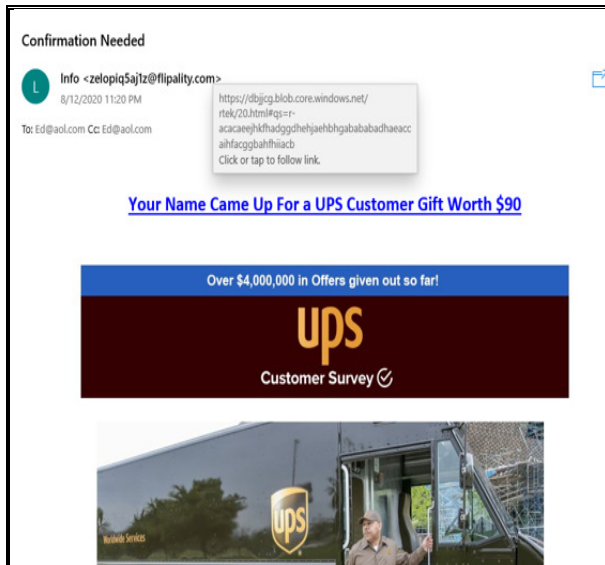 Confirmation Needed
L
Info <zelopiq5aj1z@flipality.com>
8/12/2020 11:20 PM
To: Ed@aol.com Cc: Ed@aol.com
https://dbjjcg.blob.core.windows.net/
rtek/20.html#qs=r-
acacaeejhkfhadggdhehjaehbhgabababadhaeacc
aihfacggbahfhiiacb
Click or tap to follow link.
Your Name Came Up For a UPS Customer Gift Worth $90
Over $4,000,000 in Offers given out so far!
ups
Customer Survey
Worldwide Services
ups